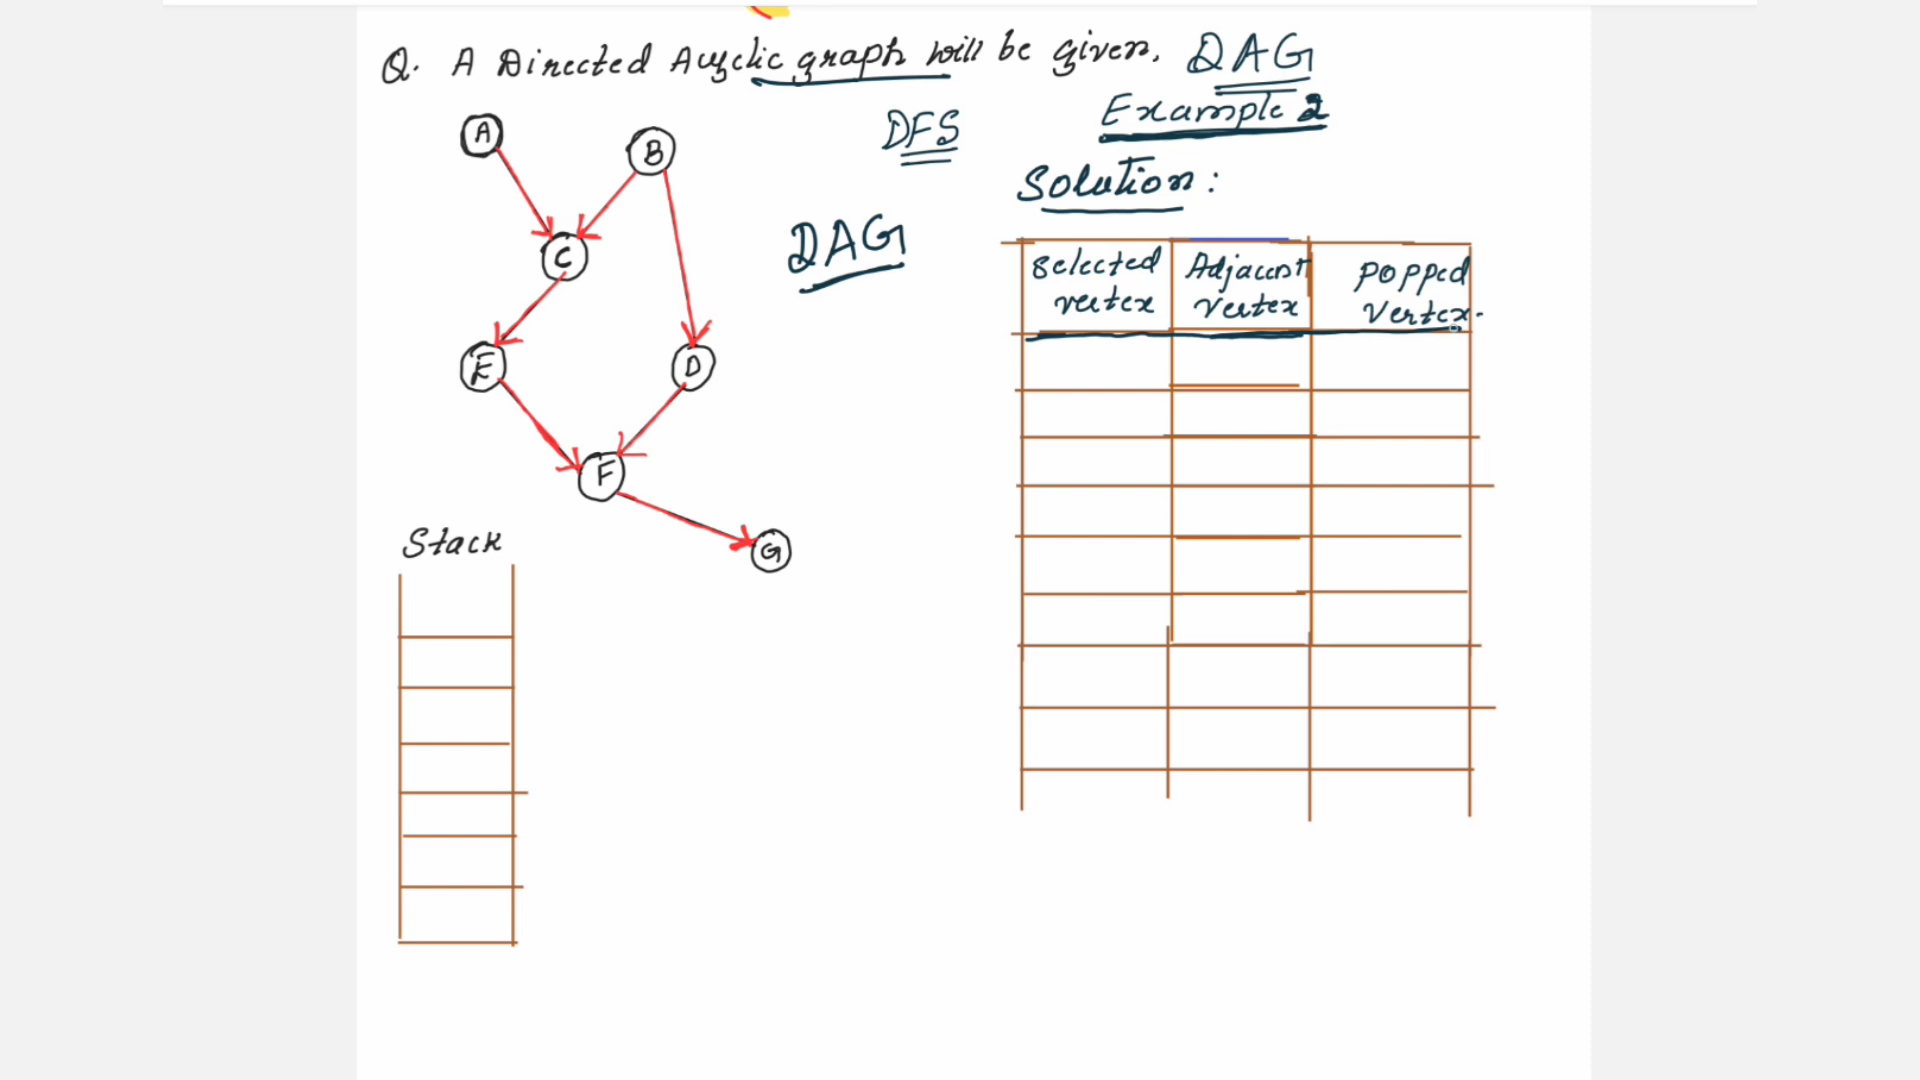 Q. A Directed Acyclic graph will be given. DAG
Example 2
DFS
Solution:
A
B
DAG
C
Selected vertex
Adjacent vertex
Popped Vertex.
E
D
F
G
Stack